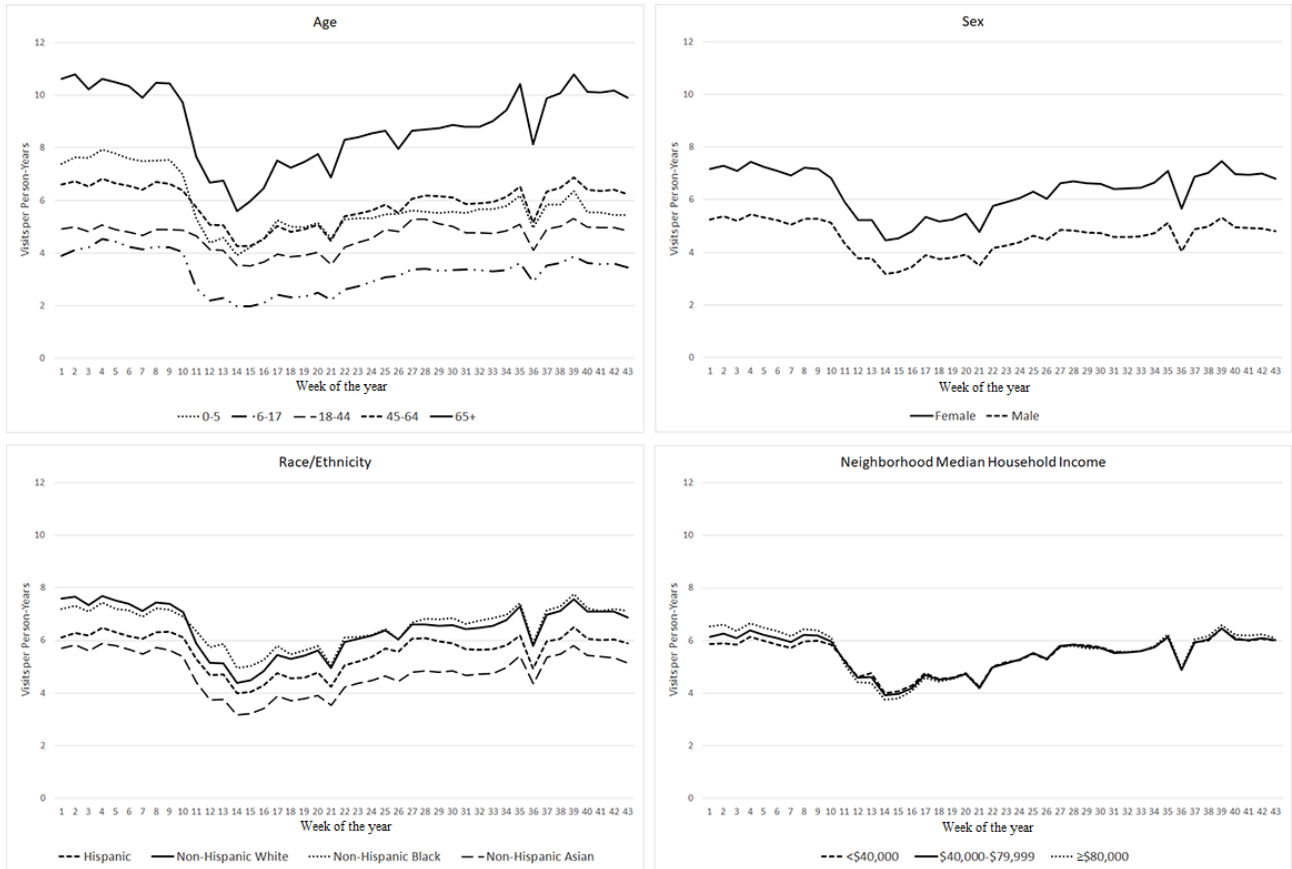 Age
12
10
8
6
4
2
0
Visits per Person-Years
1 2 3 4 5 6 7 8 9 10 11 12 13 14 15 16 17 18 19 20 21 22 23 24 25 26 27 28 29 30 31 32 33 34 35 36 37 38 39 40 41 42 43
Week of the year
0-5 6-17 18-44 45-64 65+
Sex
12
10
8
6
4
2
0
Visits per Person-Years
1 2 3 4 5 6 7 8 9 10 11 12 13 14 15 16 17 18 19 20 21 22 23 24 25 26 27 28 29 30 31 32 33 34 35 36 37 38 39 40 41 42 43
Week of the year
Female Male
Race/Ethnicity
12
10
8
6
4
2
0
Visits per Person-Years
1 2 3 4 5 6 7 8 9 10 11 12 13 14 15 16 17 18 19 20 21 22 23 24 25 26 27 28 29 30 31 32 33 34 35 36 37 38 39 40 41 42 43
Week of the year
Hispanic Non-Hispanic White Non-Hispanic Black Non-Hispanic Asian
Neighborhood Median Household Income
12
10
8
6
4
2
0
Visits per Person-Years
1 2 3 4 5 6 7 8 9 10 11 12 13 14 15 16 17 18 19 20 21 22 23 24 25 26 27 28 29 30 31 32 33 34 35 36 37 38 39 40 41 42 43
Week of the year
<$40,000 $40,000-$79,999 ≥$80,000